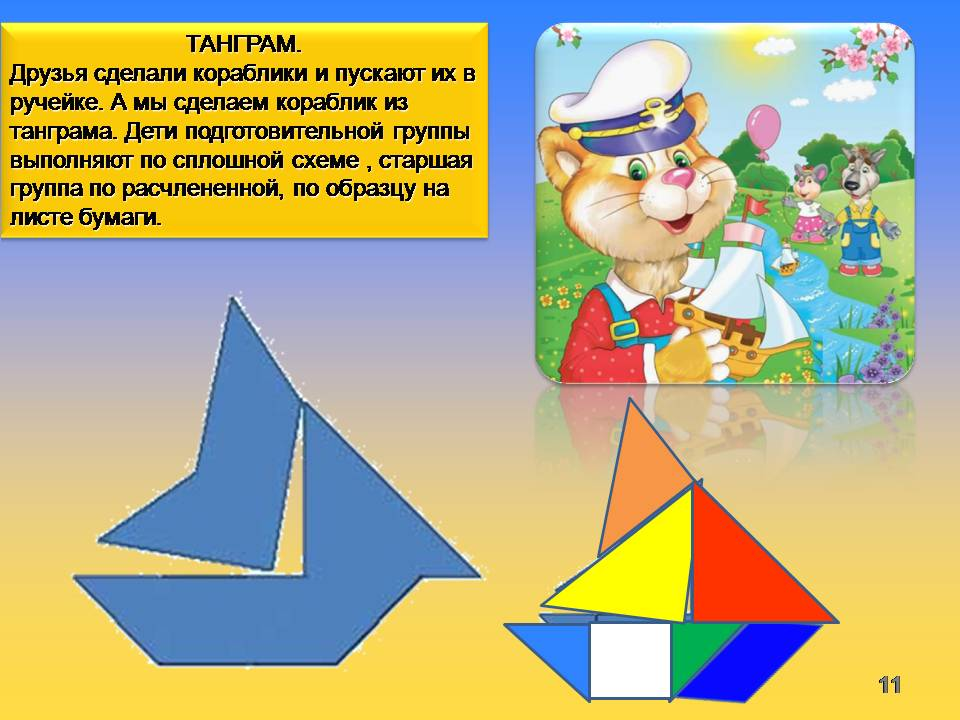 ТАНГРАМ.
Друзья сделали кораблики и пускают их в
ручейке. А мы сделаем кораблик из
танграма. Дети подготовительной группы
выполняют по сплошной схеме , старшая
группа по расчлененной, по образцу на
листе бумаги.
11